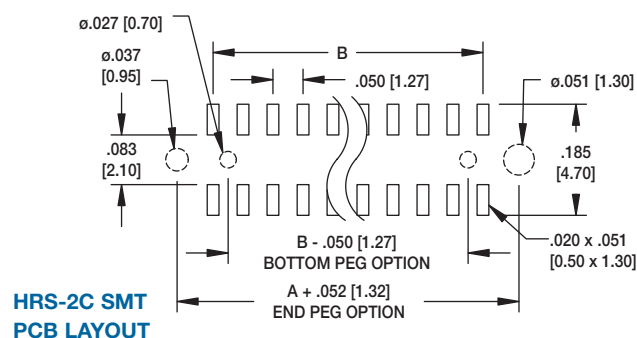 ø.027 [0.70]
B
ø.037
[0.95]
.050 [1.27]
ø.051 [1.30]
.083
[2.10]
.185
[4.70]
B - .050 [1.27]
BOTTOM PEG OPTION
.020 x .051
[0.50 x 1.30]
A + .052 [1.32]
END PEG OPTION
HRS-2C SMT
PCB LAYOUT